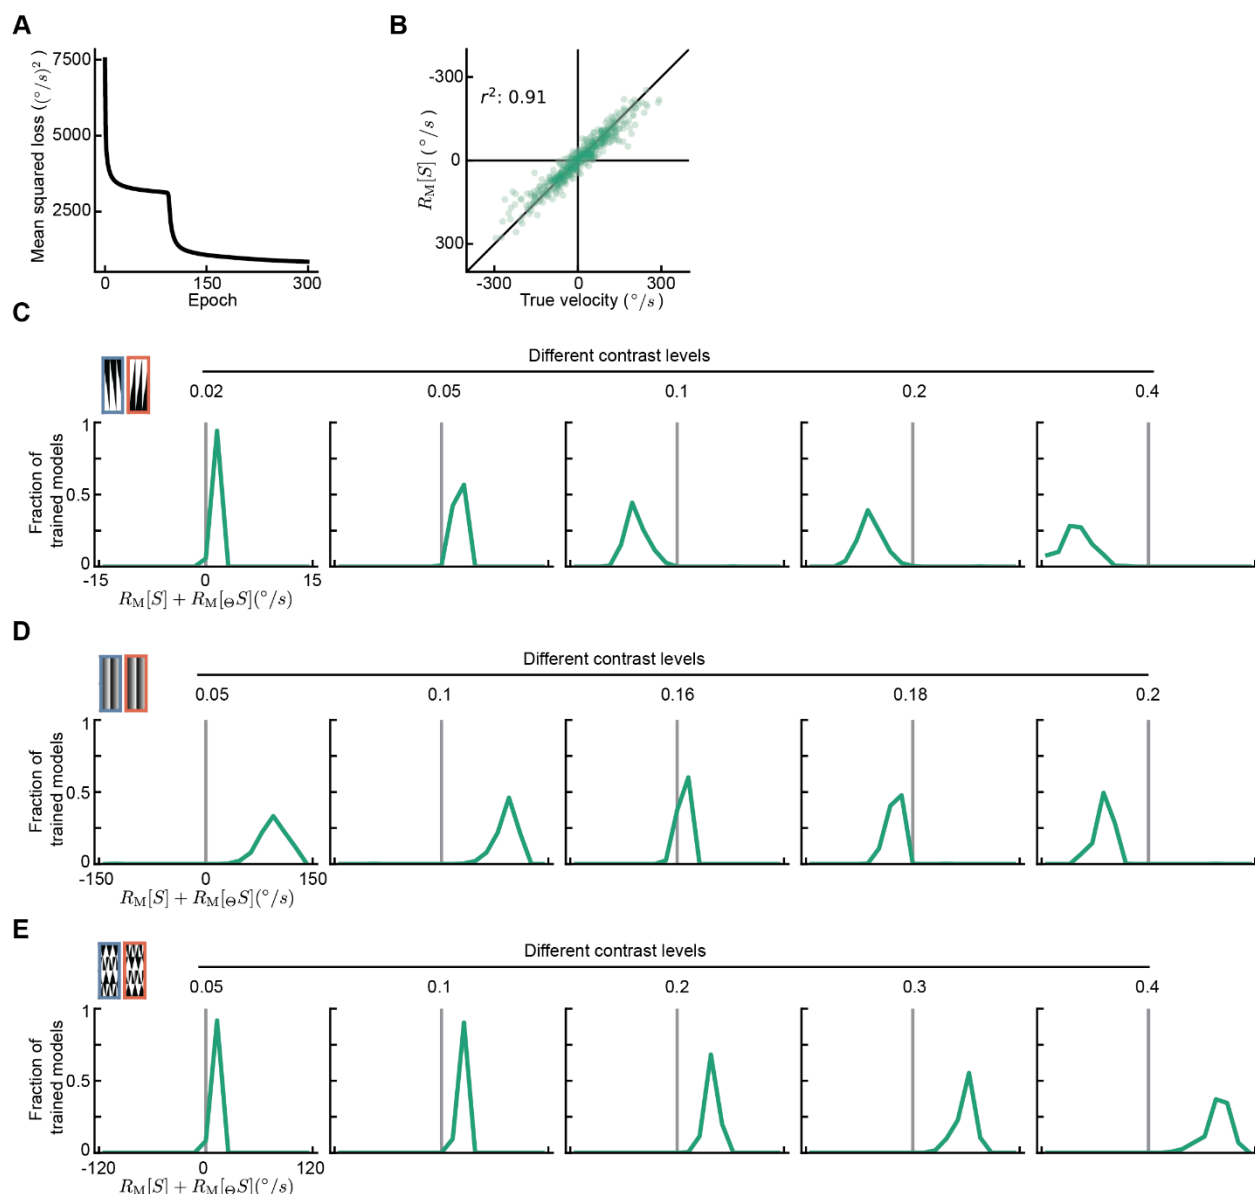 A
Mean squared loss ((°/s)²)
7500
5000
2500
0 150 300
Epoch
B
R_M[S] (°/s)
-300
0
300
r²: 0.91
-300 0 300
True velocity (°/s)
C
Different contrast levels
0.02 0.05 0.1 0.2 0.4
Fraction of
trained models
1
0.5
0
-15 0 15
R_M[S] + R_M[ΘS](°/s)
D
Different contrast levels
0.05 0.1 0.16 0.18 0.2
Fraction of
trained models
1
0.5
0
-150 0 150
R_M[S] + R_M[ΘS](°/s)
E
Different contrast levels
0.05 0.1 0.2 0.3 0.4
Fraction of
trained models
1
0.5
0
-120 0 120
R_M[S] + R_M[ΘS](°/s)